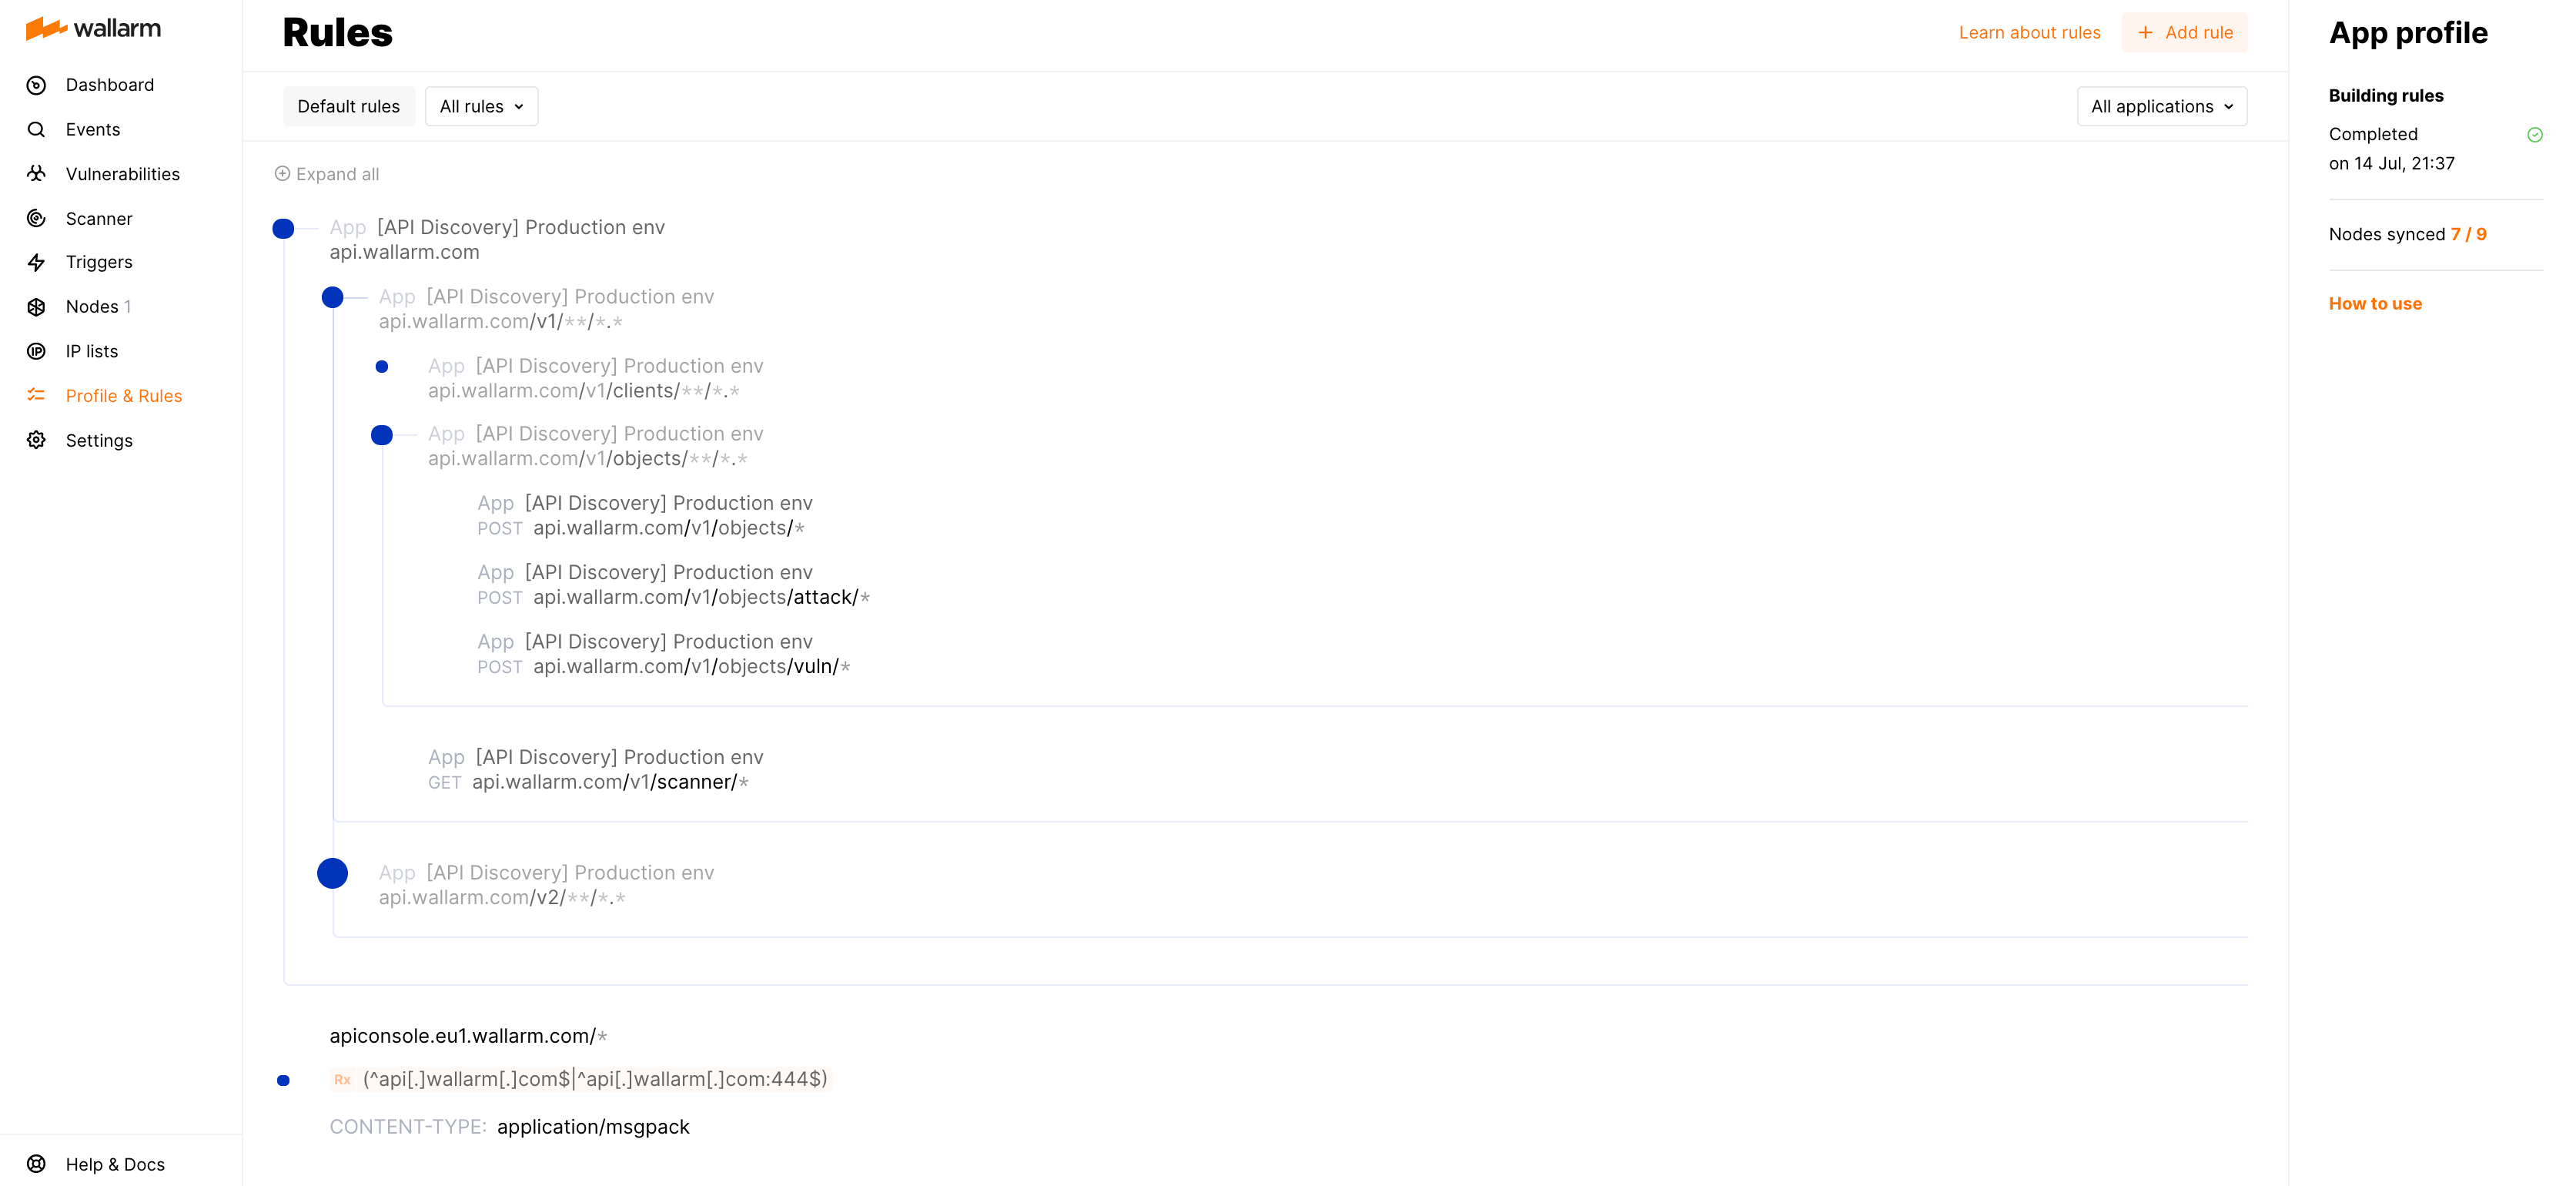 wallarm
Dashboard
Events
Vulnerabilities
Scanner
Triggers
Nodes 1
IP lists
Profile & Rules
Settings
Help & Docs
Rules
Learn about rules
+ Add rule
Default rules
All rules
All applications
Expand all
App [API Discovery] Production env
api.wallarm.com
App [API Discovery] Production env
api.wallarm.com/v1/**/*.*
App [API Discovery] Production env
api.wallarm.com/v1/clients/**/*.*
App [API Discovery] Production env
api.wallarm.com/v1/objects/**/*.*
App [API Discovery] Production env
POST api.wallarm.com/v1/objects/*
App [API Discovery] Production env
POST api.wallarm.com/v1/objects/attack/*
App [API Discovery] Production env
POST api.wallarm.com/v1/objects/vuln/*
App [API Discovery] Production env
GET api.wallarm.com/v1/scanner/*
App [API Discovery] Production env
api.wallarm.com/v2/**/*.*
apiconsole.eu1.wallarm.com/*
Rx (^api[.]wallarm[.]com$|^api[.]wallarm[.]com:444$)
CONTENT-TYPE: application/msgpack
App profile
Building rules
Completed
on 14 Jul, 21:37
Nodes synced 7 / 9
How to use